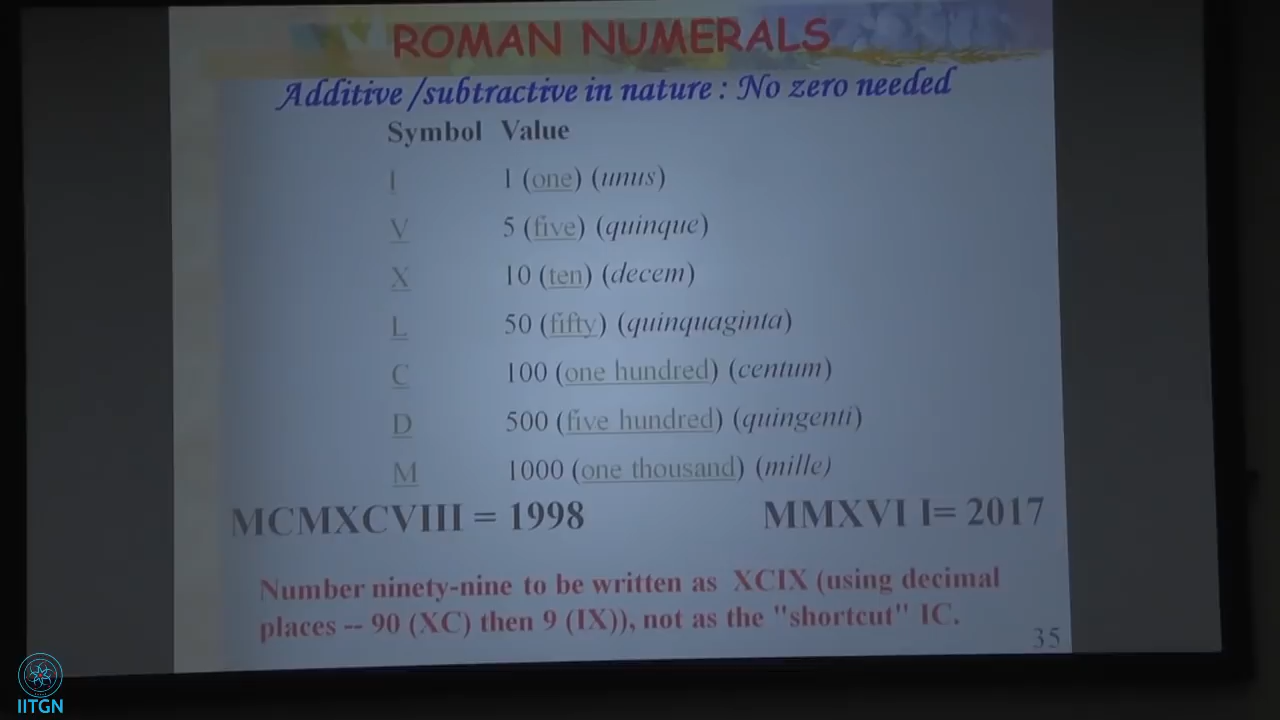 ROMAN NUMERALS
Additive /subtractive in nature : No zero needed
Symbol Value
I 1 (one) (unus)
V 5 (five) (quinque)
X 10 (ten) (decem)
L 50 (fifty) (quinquaginta)
C 100 (one hundred) (centum)
D 500 (five hundred) (quingenti)
M 1000 (one thousand) (mille)
MCMXCVIII = 1998 MMXVI I= 2017
Number ninety-nine to be written as XCIX (using decimal
places -- 90 (XC) then 9 (IX)), not as the "shortcut" IC.
35
IITGN